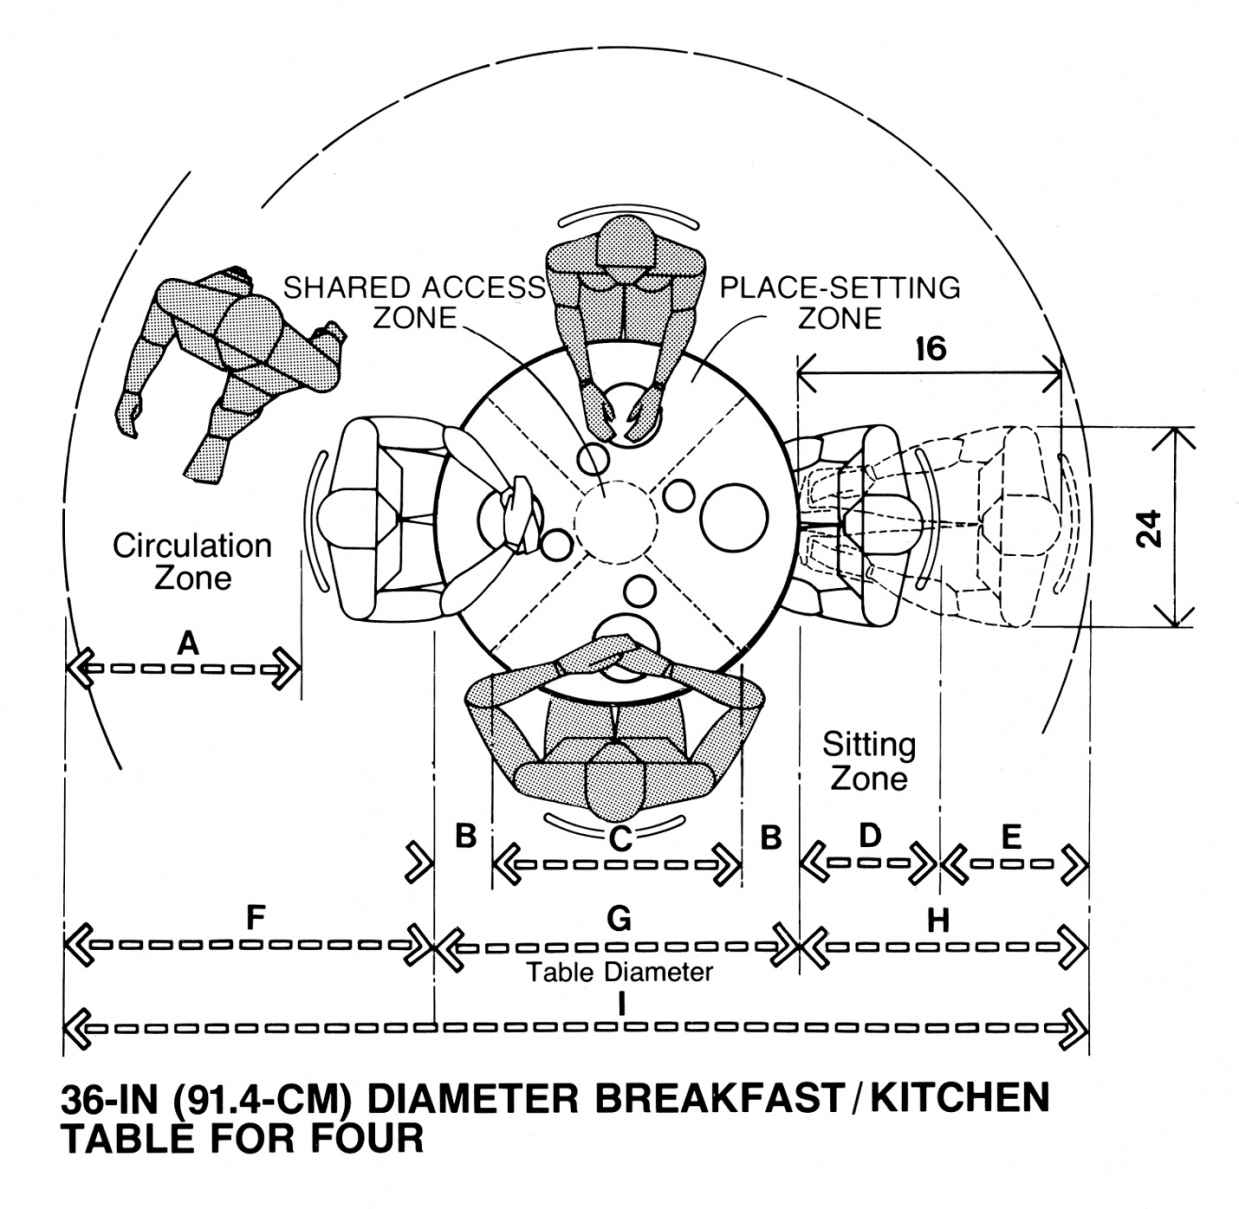 SHARED ACCESS
ZONE
PLACE-SETTING
ZONE
16
24
Circulation
Zone
A
Sitting
Zone
B
C
B
D
E
F
G
H
Table Diameter
I
36-IN (91.4-CM) DIAMETER BREAKFAST/KITCHEN
TABLE FOR FOUR